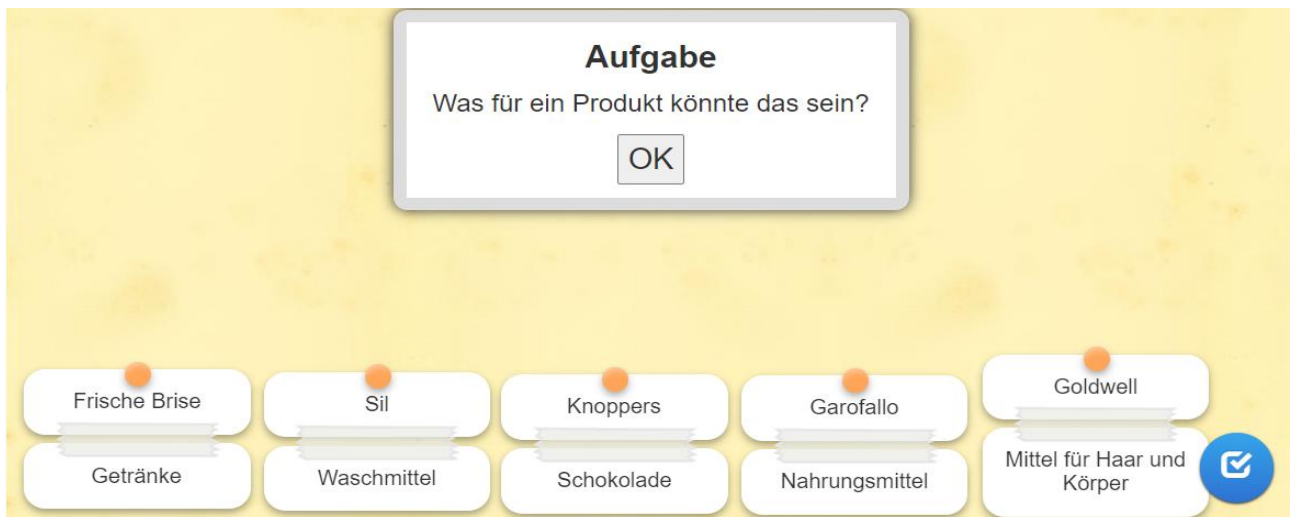 Aufgabe
Was für ein Produkt könnte das sein?
OK
Frische Brise
Getränke
Sil
Waschmittel
Knoppers
Schokolade
Garofallo
Nahrungsmittel
Goldwell
Mittel für Haar und
Körper